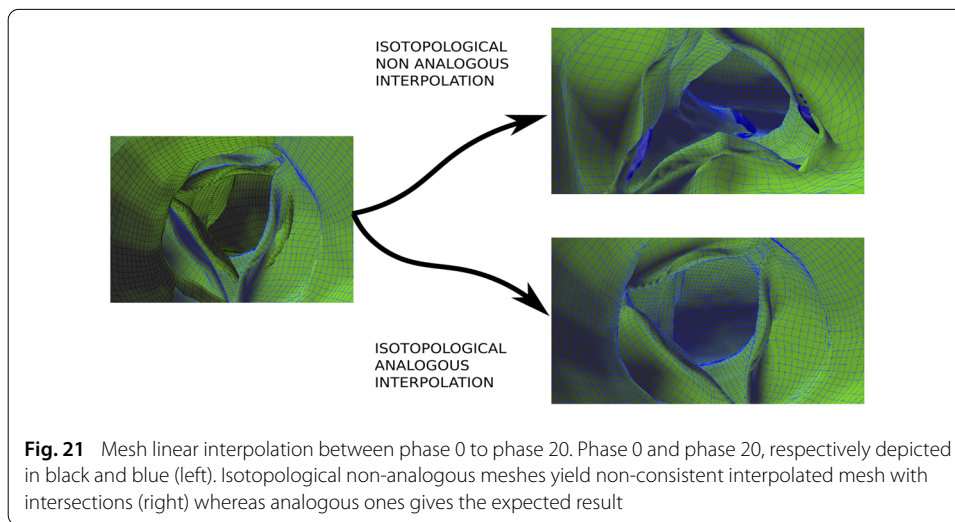 ISOTOPOLOGICAL
NON ANALOGOUS
INTERPOLATION
ISOTOPOLOGICAL
ANALOGOUS
INTERPOLATION
Fig. 21 Mesh linear interpolation between phase 0 to phase 20. Phase 0 and phase 20, respectively depicted
in black and blue (left). Isotopological non-analogous meshes yield non-consistent interpolated mesh with
intersections (right) whereas analogous ones gives the expected result